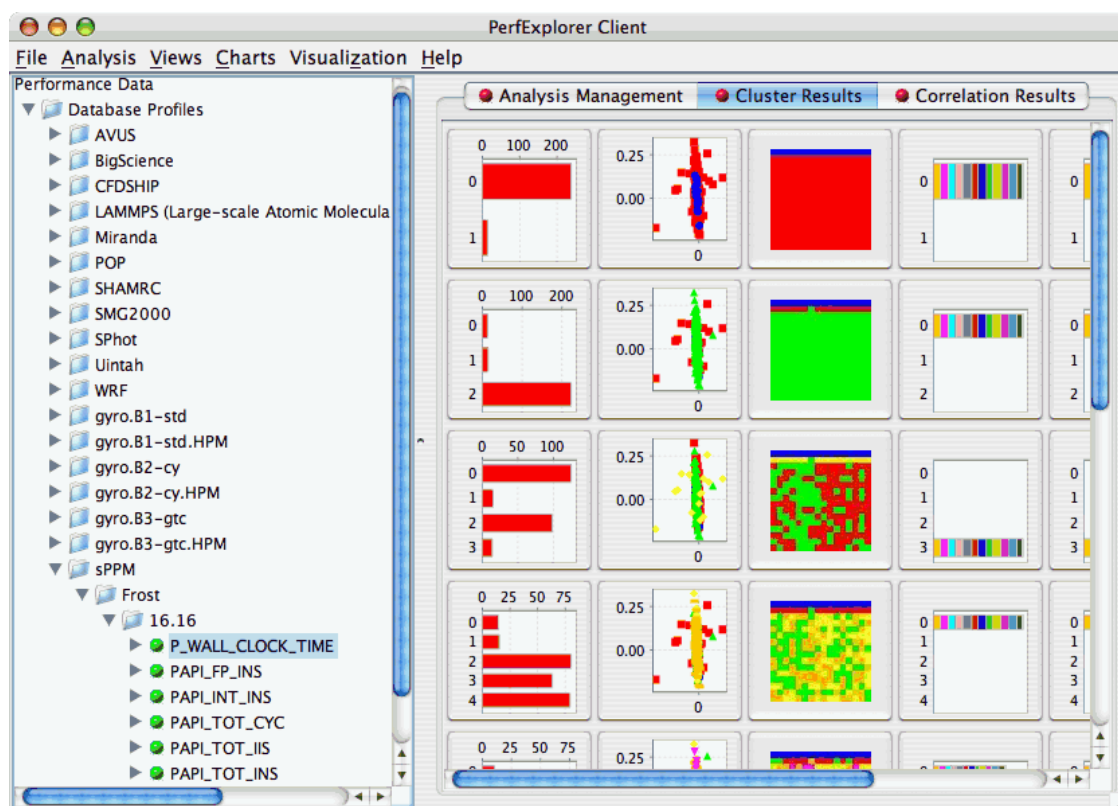 PerfExplorer Client
File Analysis Views Charts Visualization Help
Performance Data
Database Profiles
AVUS
BigScience
CFDSHIP
LAMMPS (Large-scale Atomic Molecula
Miranda
POP
SHAMRC
SMG2000
SPhot
Uintah
WRF
gyro.B1-std
gyro.B1-std.HPM
gyro.B2-cy
gyro.B2-cy.HPM
gyro.B3-gtc
gyro.B3-gtc.HPM
sPPM
Frost
16.16
P_WALL_CLOCK_TIME
PAPI_FP_INS
PAPI_INT_INS
PAPI_TOT_CYC
PAPI_TOT_IIS
PAPI_TOT_INS
Analysis Management Cluster Results Correlation Results
0 100 200
0
1
0.25
0.00
0
0
1
0
1
0 100 200
0
1
2
0.25
0.00
0
0
1
2
0
1
2
0 50 100
0
1
2
3
0.25
0.00
0
0
1
2
3
0
1
2
3
0 25 50 75
0
1
2
3
4
0.25
0.00
0
0
1
2
3
4
0
1
2
3
4
0 25 50 75
0
0.25
0
0